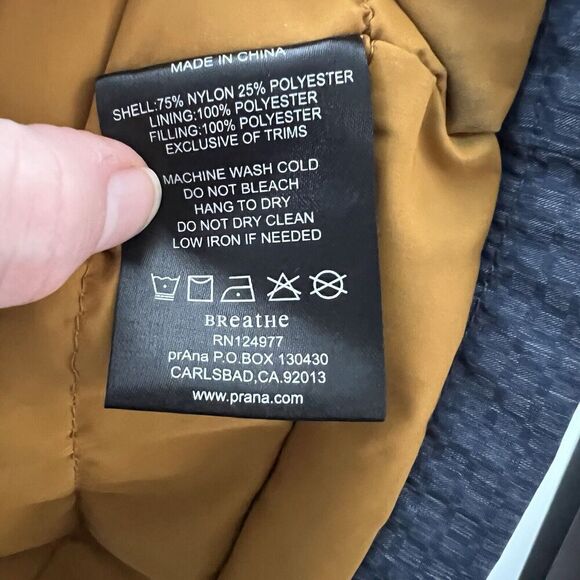 MADE IN CHINA
SHELL:75% NYLON 25% POLYESTER
LINING:100% POLYESTER
FILLING:100% POLYESTER
EXCLUSIVE OF TRIMS
MACHINE WASH COLD
DO NOT BLEACH
HANG TO DRY
DO NOT DRY CLEAN
LOW IRON IF NEEDED
BReatHe
RN124977
prAna P.O.BOX 130430
CARLSBAD,CA.92013
www.prana.com